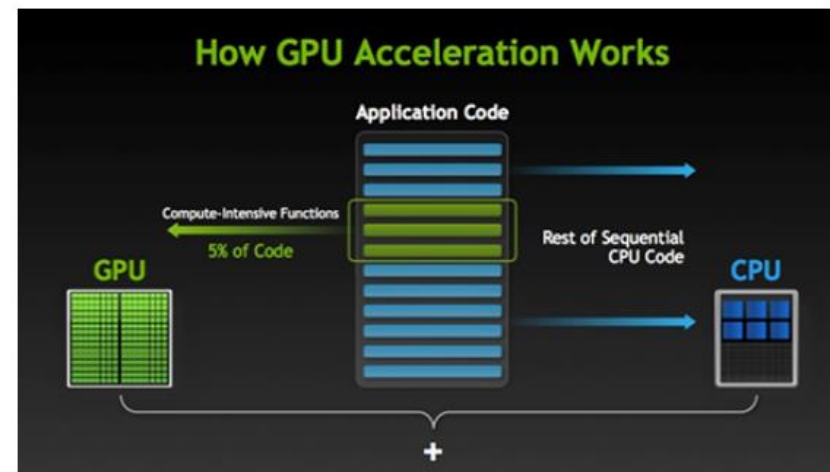 How GPU Acceleration Works
Application Code
Compute-Intensive Functions
5% of Code
Rest of Sequential
CPU Code
GPU
CPU
+